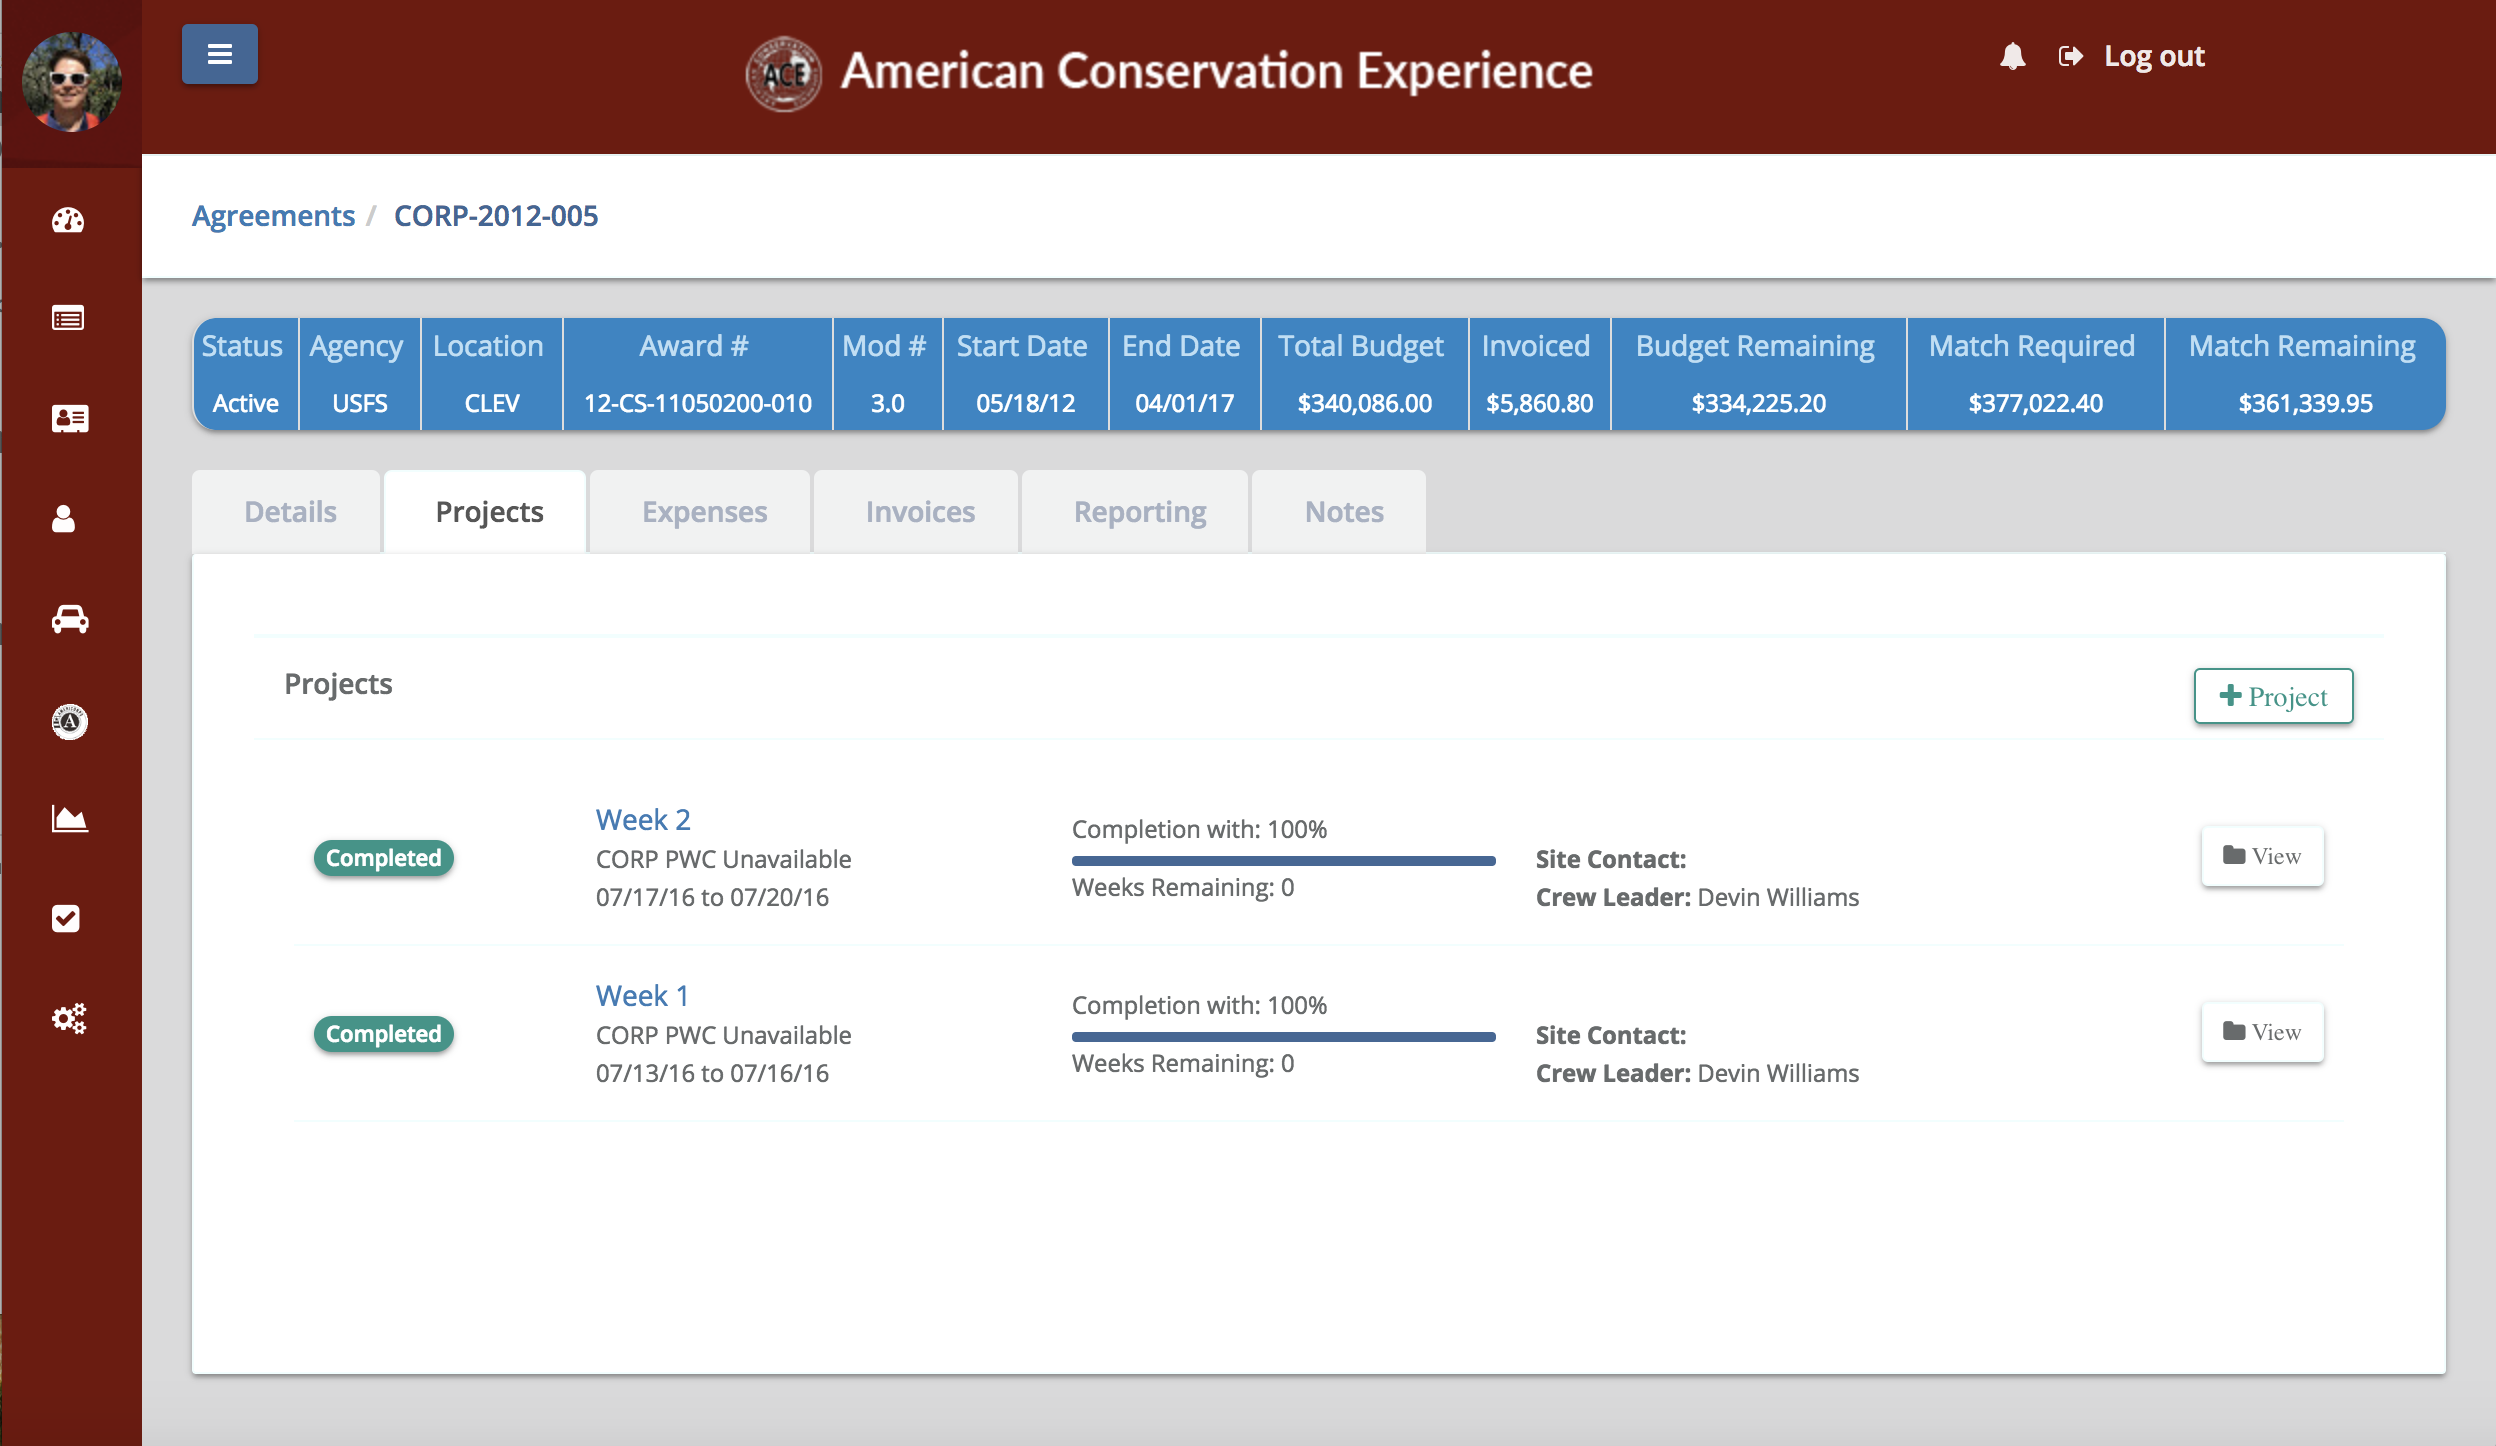 ACE American Conservation Experience
Log out
Agreements / CORP-2012-005
Status Agency Location Award # Mod # Start Date End Date Total Budget Invoiced Budget Remaining Match Required Match Remaining
Active USFS CLEV 12-CS-11050200-010 3.0 05/18/12 04/01/17 $340,086.00 $5,860.80 $334,225.20 $377,022.40 $361,339.95
Details Projects Expenses Invoices Reporting Notes
Projects
Project
Completed
Week 2
CORP PWC Unavailable
07/17/16 to 07/20/16
Completion with: 100%
Weeks Remaining: 0
Site Contact:
Crew Leader: Devin Williams
View
Completed
Week 1
CORP PWC Unavailable
07/13/16 to 07/16/16
Completion with: 100%
Weeks Remaining: 0
Site Contact:
Crew Leader: Devin Williams
View